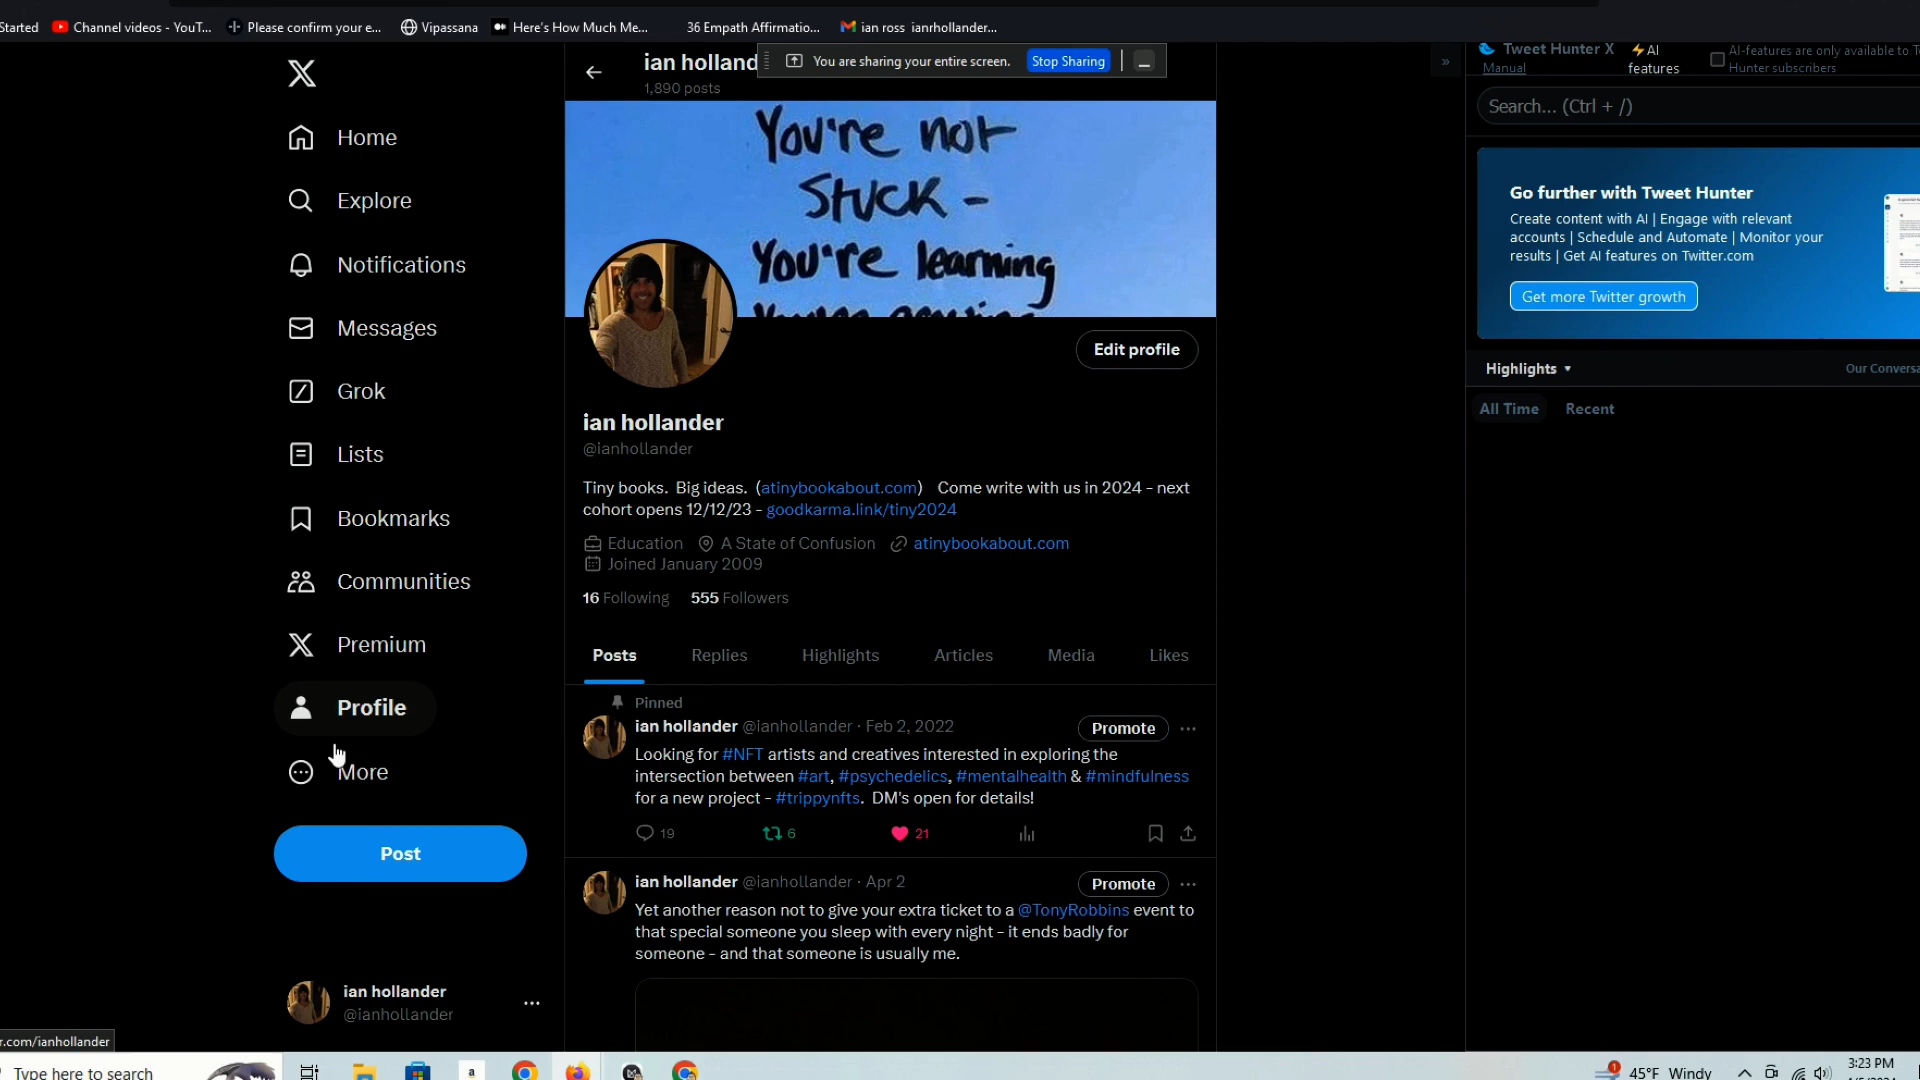 Started
Channel videos - YouT...
Please confirm your e...
Vipassana
Here's How Much Me...
36 Empath Affirmatio...
ian ross ianrhollander...
You are sharing your entire screen.
Stop Sharing
Home
Explore
Notifications
Messages
Grok
Lists
Bookmarks
Communities
Premium
Profile
More
Post
ian hollander
@ianhollander
r.com/ianhollander
ian holland
1,890 posts
You're not
Stuck -
You're learning
Edit profile
ian hollander
@ianhollander
Tiny books. Big ideas. (atinybookabout.com) Come write with us in 2024 - next
cohort opens 12/12/23 - goodkarma.link/tiny2024
Education A State of Confusion atinybookabout.com
Joined January 2009
16 Following 555 Followers
Posts Replies Highlights Articles Media Likes
Pinned
ian hollander @ianhollander · Feb 2, 2022
Promote
Looking for #NFT artists and creatives interested in exploring the
intersection between #art, #psychedelics, #mentalhealth & #mindfulness
for a new project - #trippynfts. DM's open for details!
19 6 21
ian hollander @ianhollander · Apr 2
Promote
Yet another reason not to give your extra ticket to a @TonyRobbins event to
that special someone you sleep with every night - it ends badly for
someone - and that someone is usually me.
Tweet Hunter X
Manual
AI
features
AI-features are only available to T
Hunter subscribers
Search... (Ctrl + /)
Go further with Tweet Hunter
Create content with AI | Engage with relevant
accounts | Schedule and Automate | Monitor your
results | Get AI features on Twitter.com
Get more Twitter growth
Highlights
Our Conversa
All Time Recent
Type here to search
45°F Windy
3:23 PM